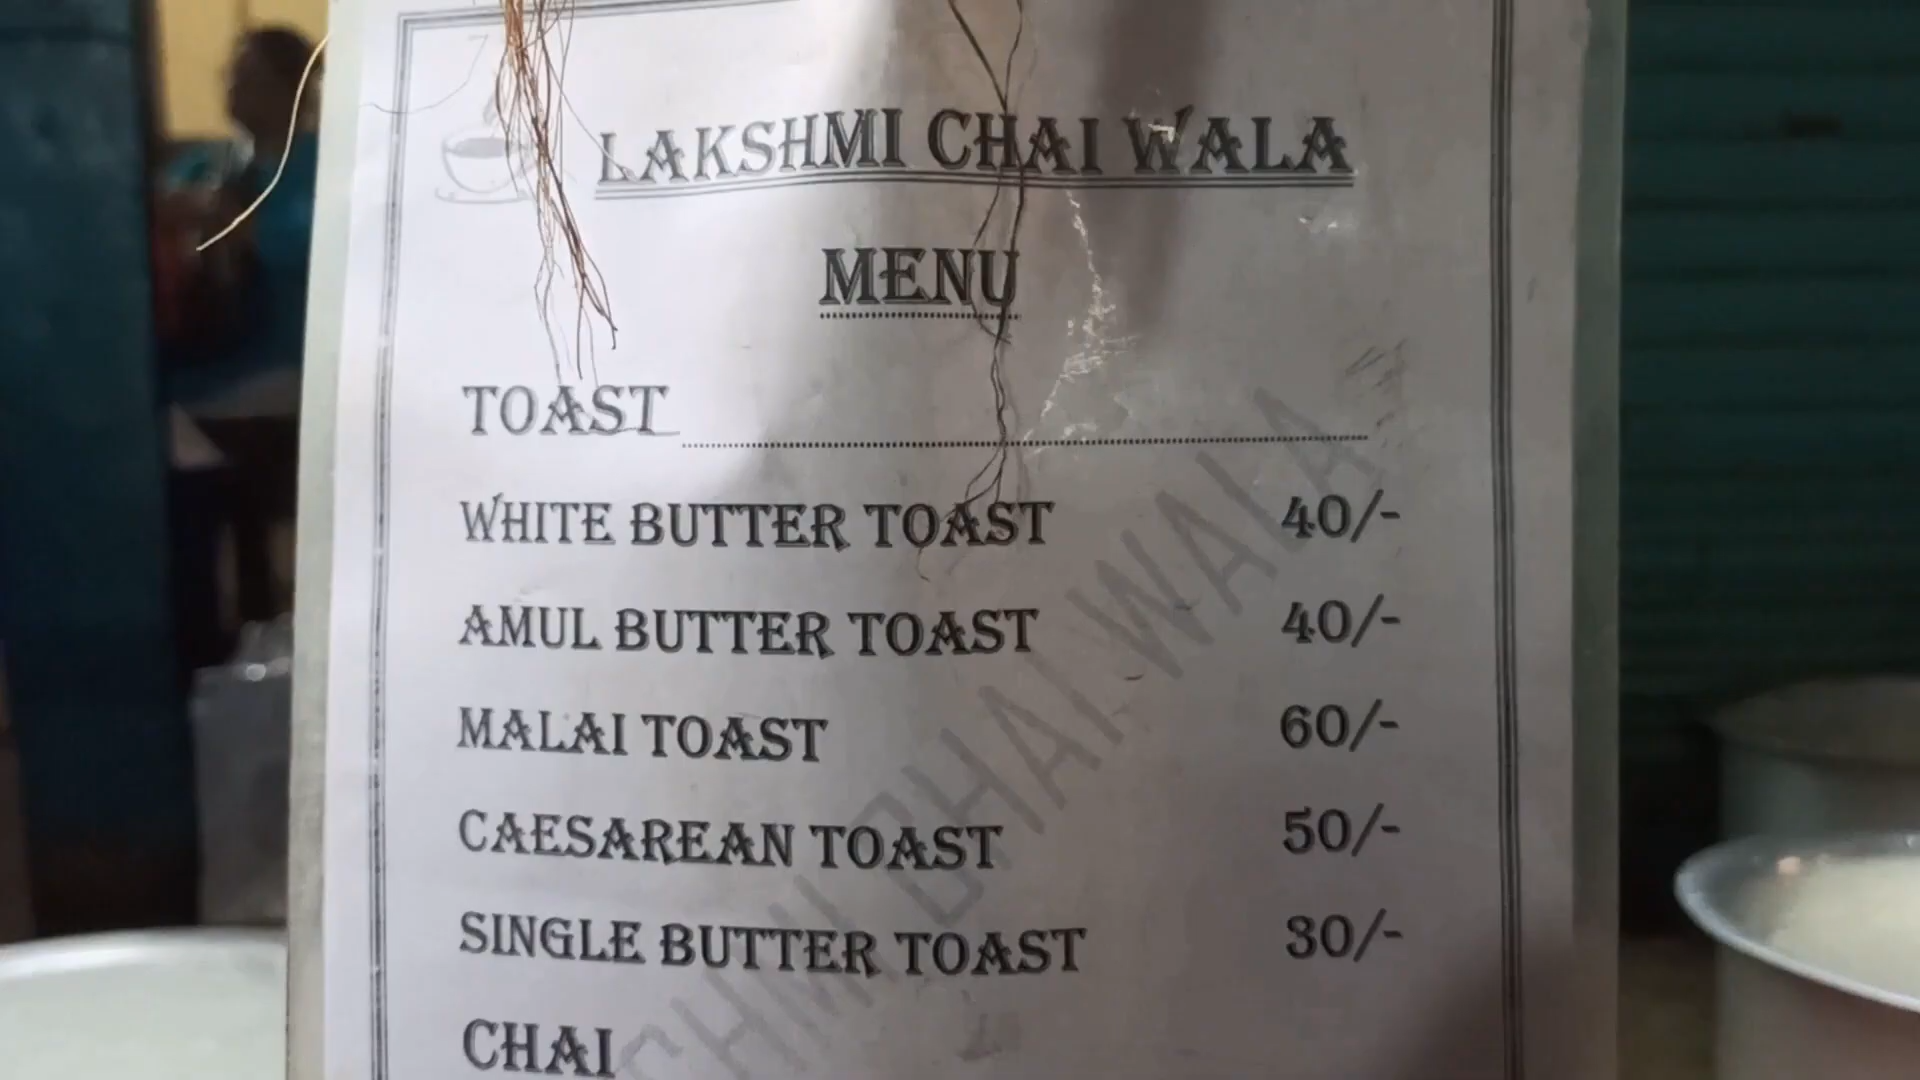 LAKSHMI CHAI WALA
MENU
TOAST
WHITE BUTTER TOAST 40/-
AMUL BUTTER TOAST 40/-
MALAI TOAST 60/-
CAESAREAN TOAST 50/-
SINGLE BUTTER TOAST 30/-
CHAI